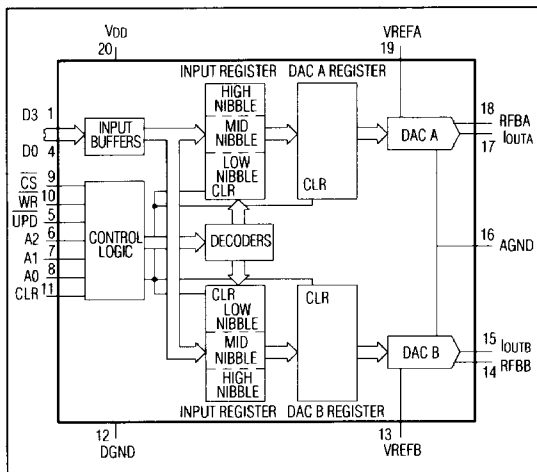 VDD
20
VREFA
19
INPUT REGISTER
DAC A REGISTER
HIGH
NIBBLE
MID
NIBBLE
LOW
NIBBLE
CLR
CLR
D3 1
D0 4
INPUT
BUFFERS
DAC A
18
RFBA
IOUTA
17
CS 9
WR 10
UPD 5
A2 6
A1 7
A0 8
CLR 11
CONTROL
LOGIC
DECODERS
16
AGND
CLR
LOW
NIBBLE
MID
NIBBLE
HIGH
NIBBLE
CLR
DAC B
15
IOUTB
14
RFBB
INPUT REGISTER
DAC B REGISTER
12
DGND
13
VREFB